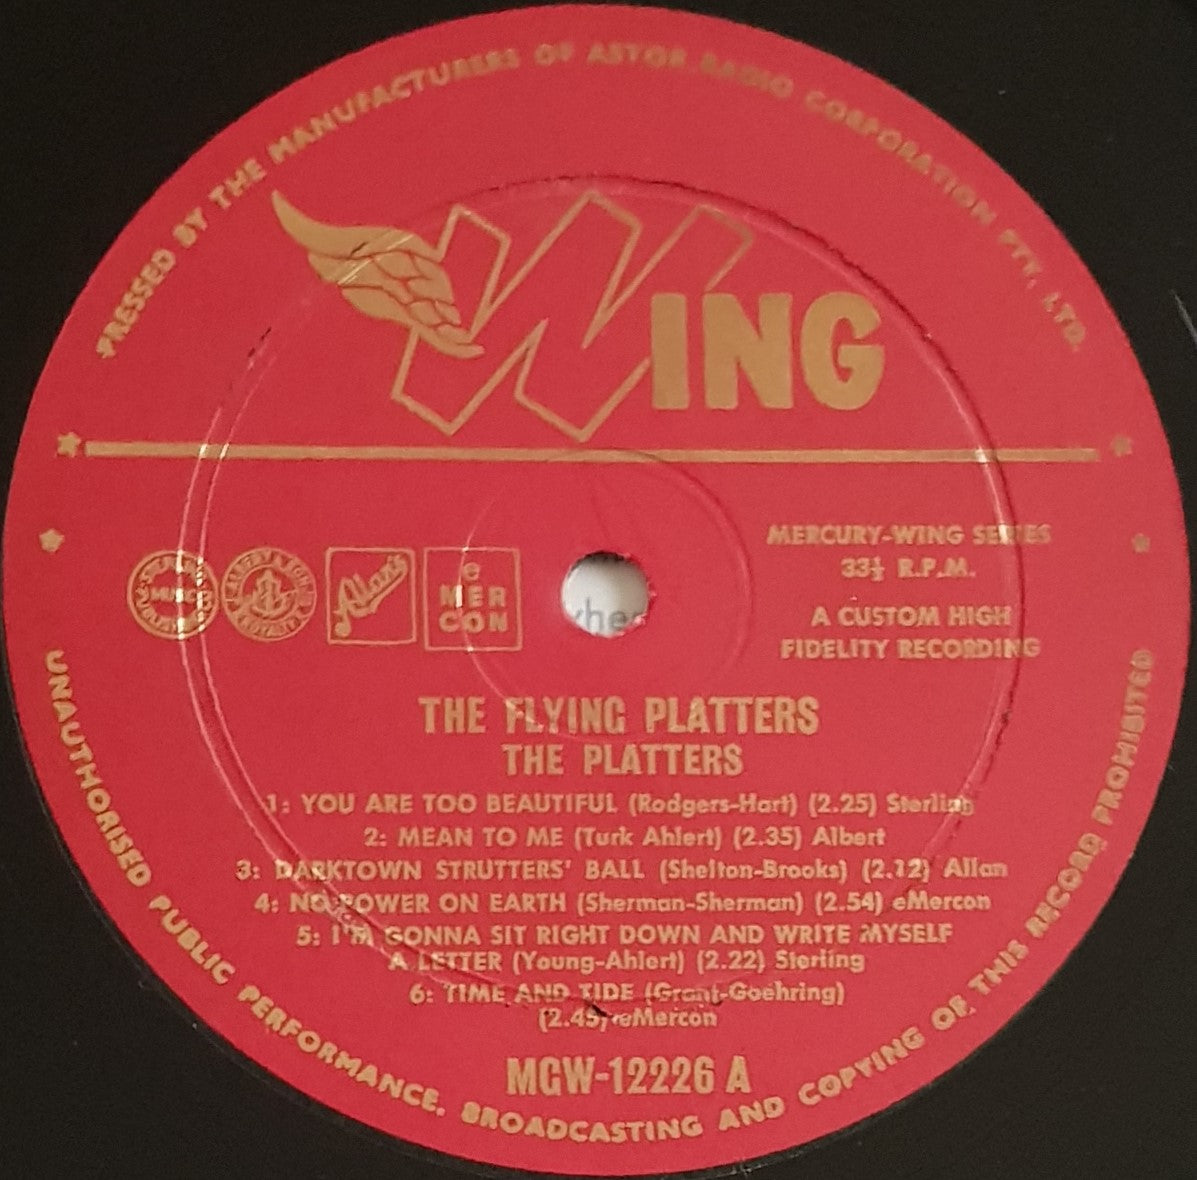 PRESSED BY THE MANUFACTURERS OF ASTOR RADIO CORPORATION PTY. LTD.
WING
MERCURY-WING SERIES
33⅓ R.P.M.
A CUSTOM HIGH
FIDELITY RECORDING
MUSIC
Allan's
e
MER
CON
THE FLYING PLATTERS
THE PLATTERS
1: YOU ARE TOO BEAUTIFUL (Rodgers-Hart) (2.25) Sterling
2: MEAN TO ME (Turk Ahlert) (2.35) Albert
3: DARKTOWN STRUTTERS' BALL (Shelton-Brooks) (2.12) Allan
4: NO POWER ON EARTH (Sherman-Sherman) (2.54) eMercon
5: I'M GONNA SIT RIGHT DOWN AND WRITE MYSELF
A LETTER (Young-Ahlert) (2.22) Sterling
6: TIME AND TIDE (Grant-Goehring)
(2.45) eMercon
MGW-12226 A
UNAUTHORISED PUBLIC PERFORMANCE, BROADCASTING AND COPYING OF THIS RECORD PROHIBITED